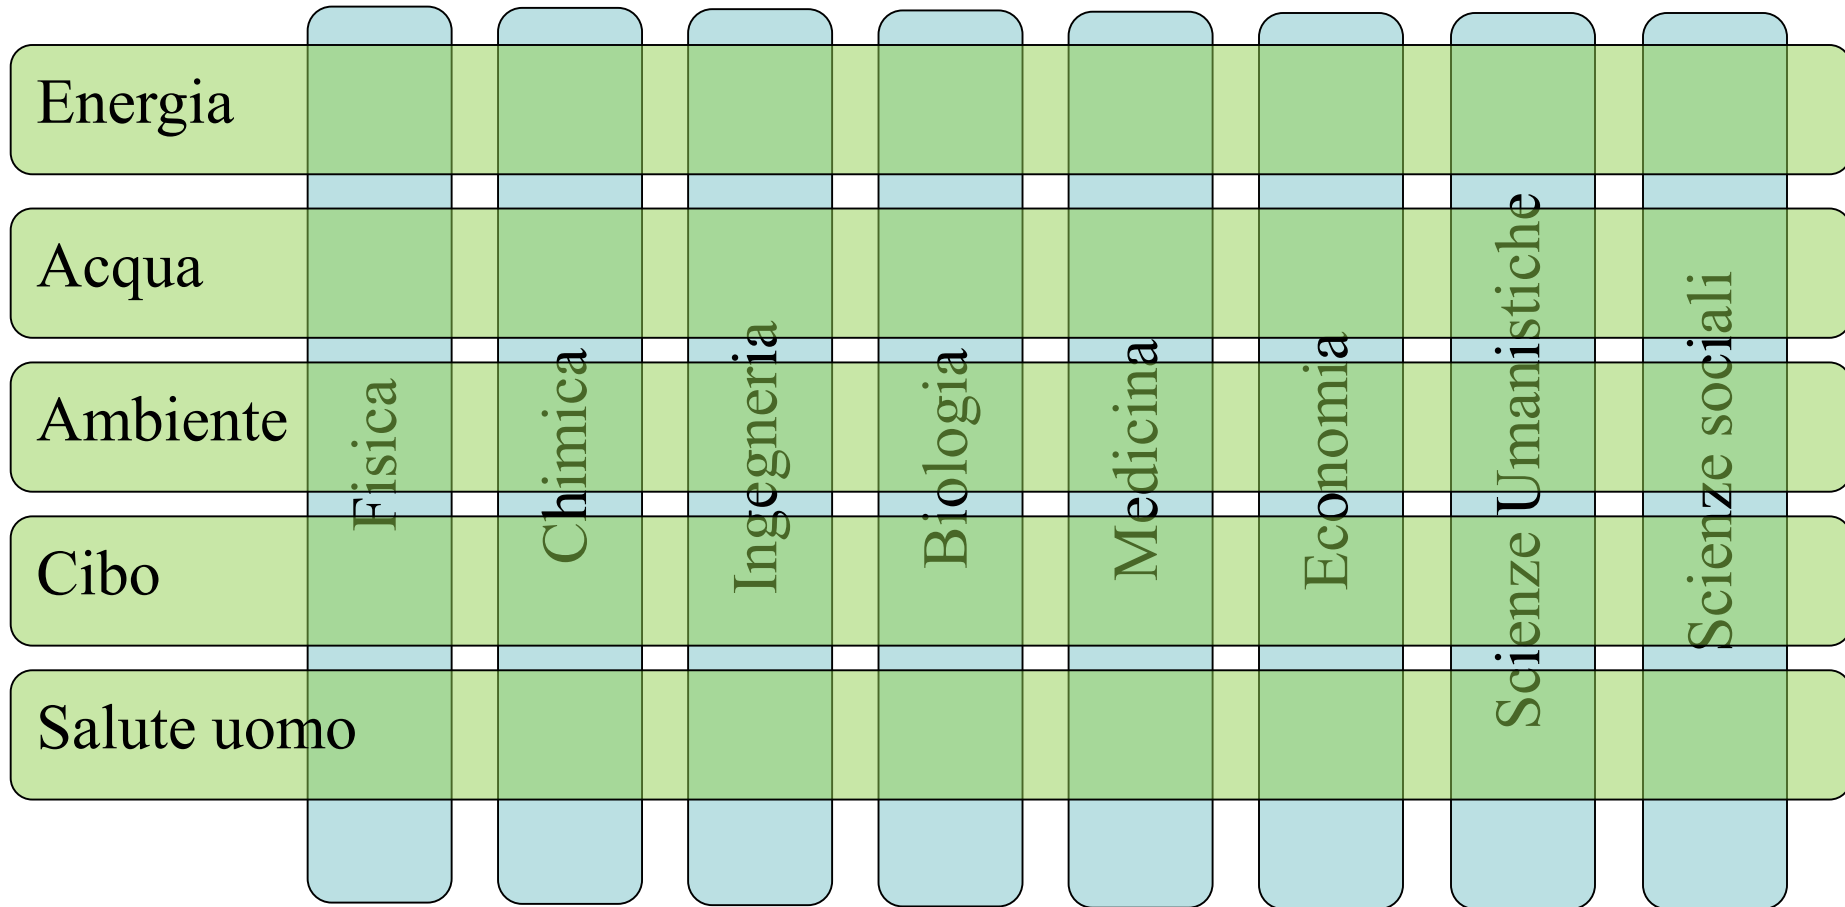 Energia
Acqua
Ambiente
Cibo
Salute uomo
Fisica
Chimica
Ingegneria
Biologia
Medicina
Economia
Scienze Umanistiche
Scienze sociali